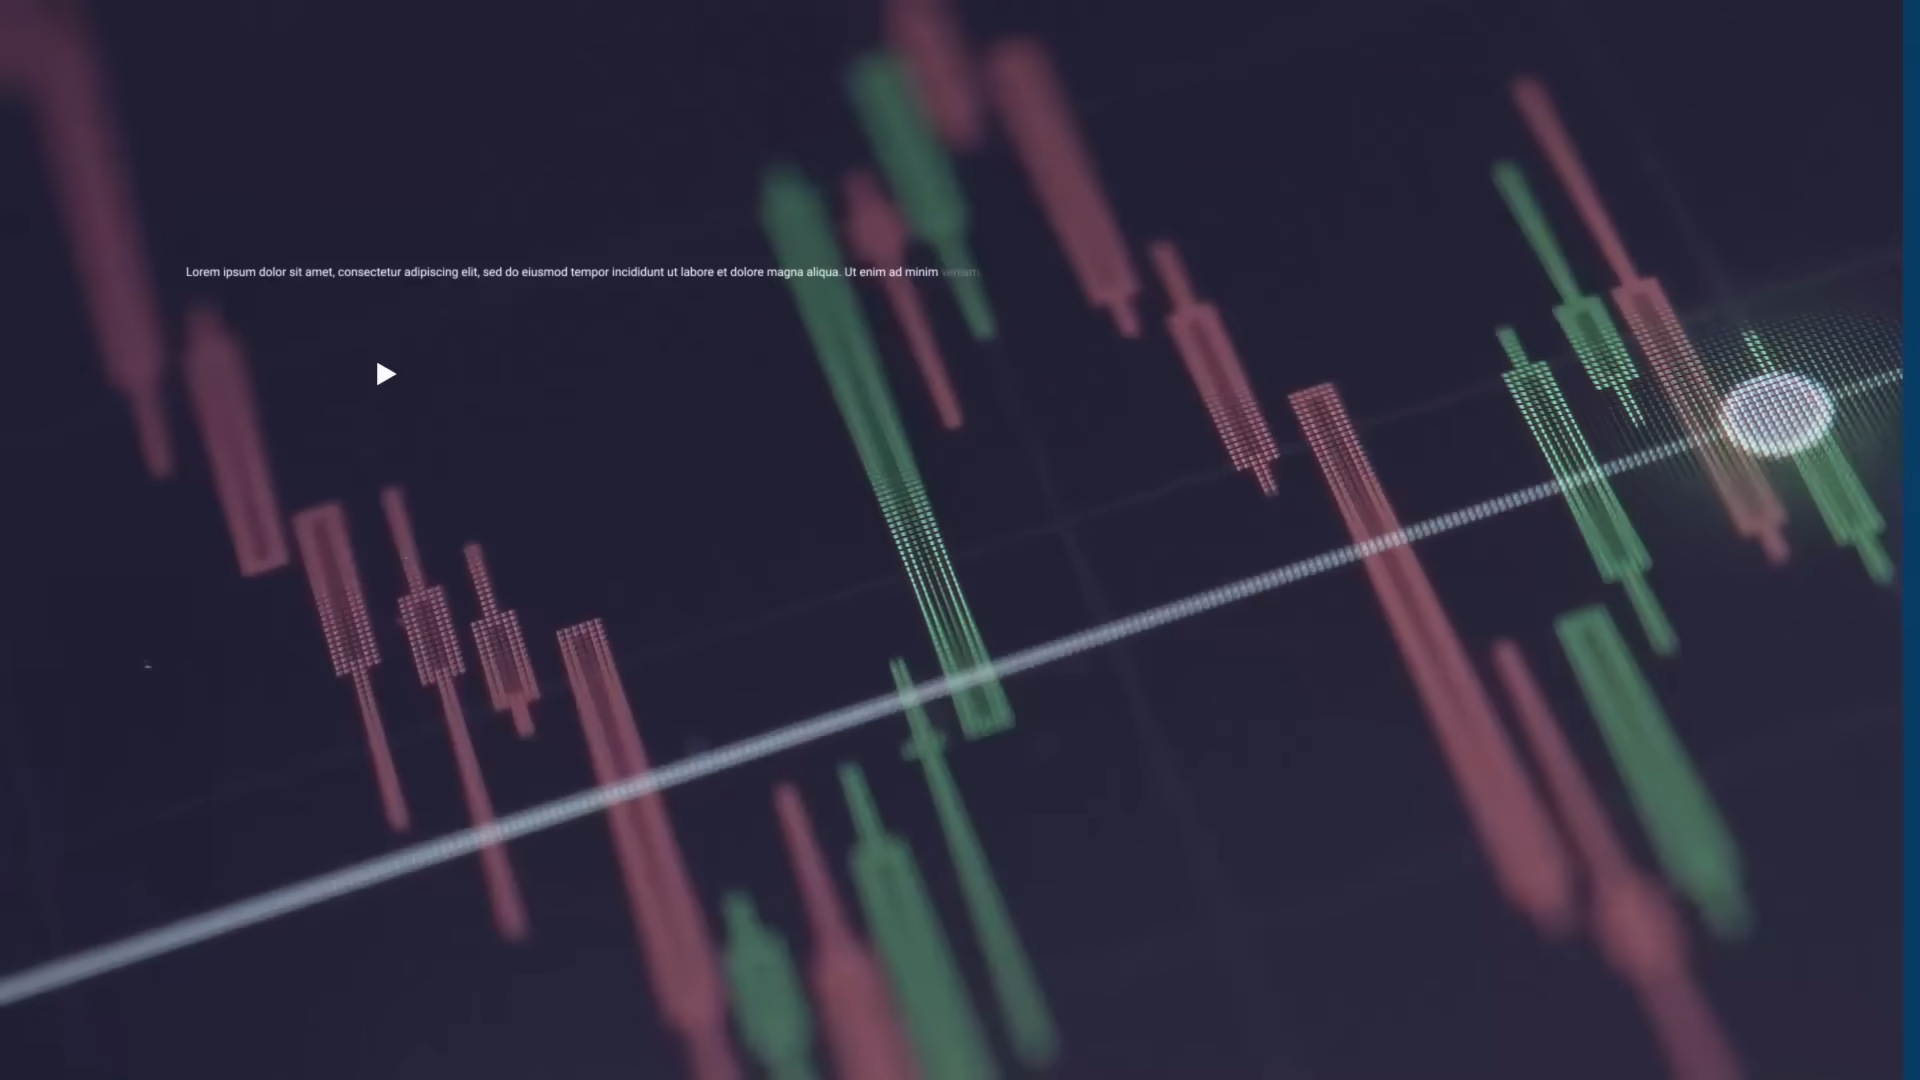 Lorem ipsum dolor sit amet, consectetur adipiscing elit, sed do eiusmod tempor incididunt ut labore et dolore magna aliqua. Ut enim ad minim veniam